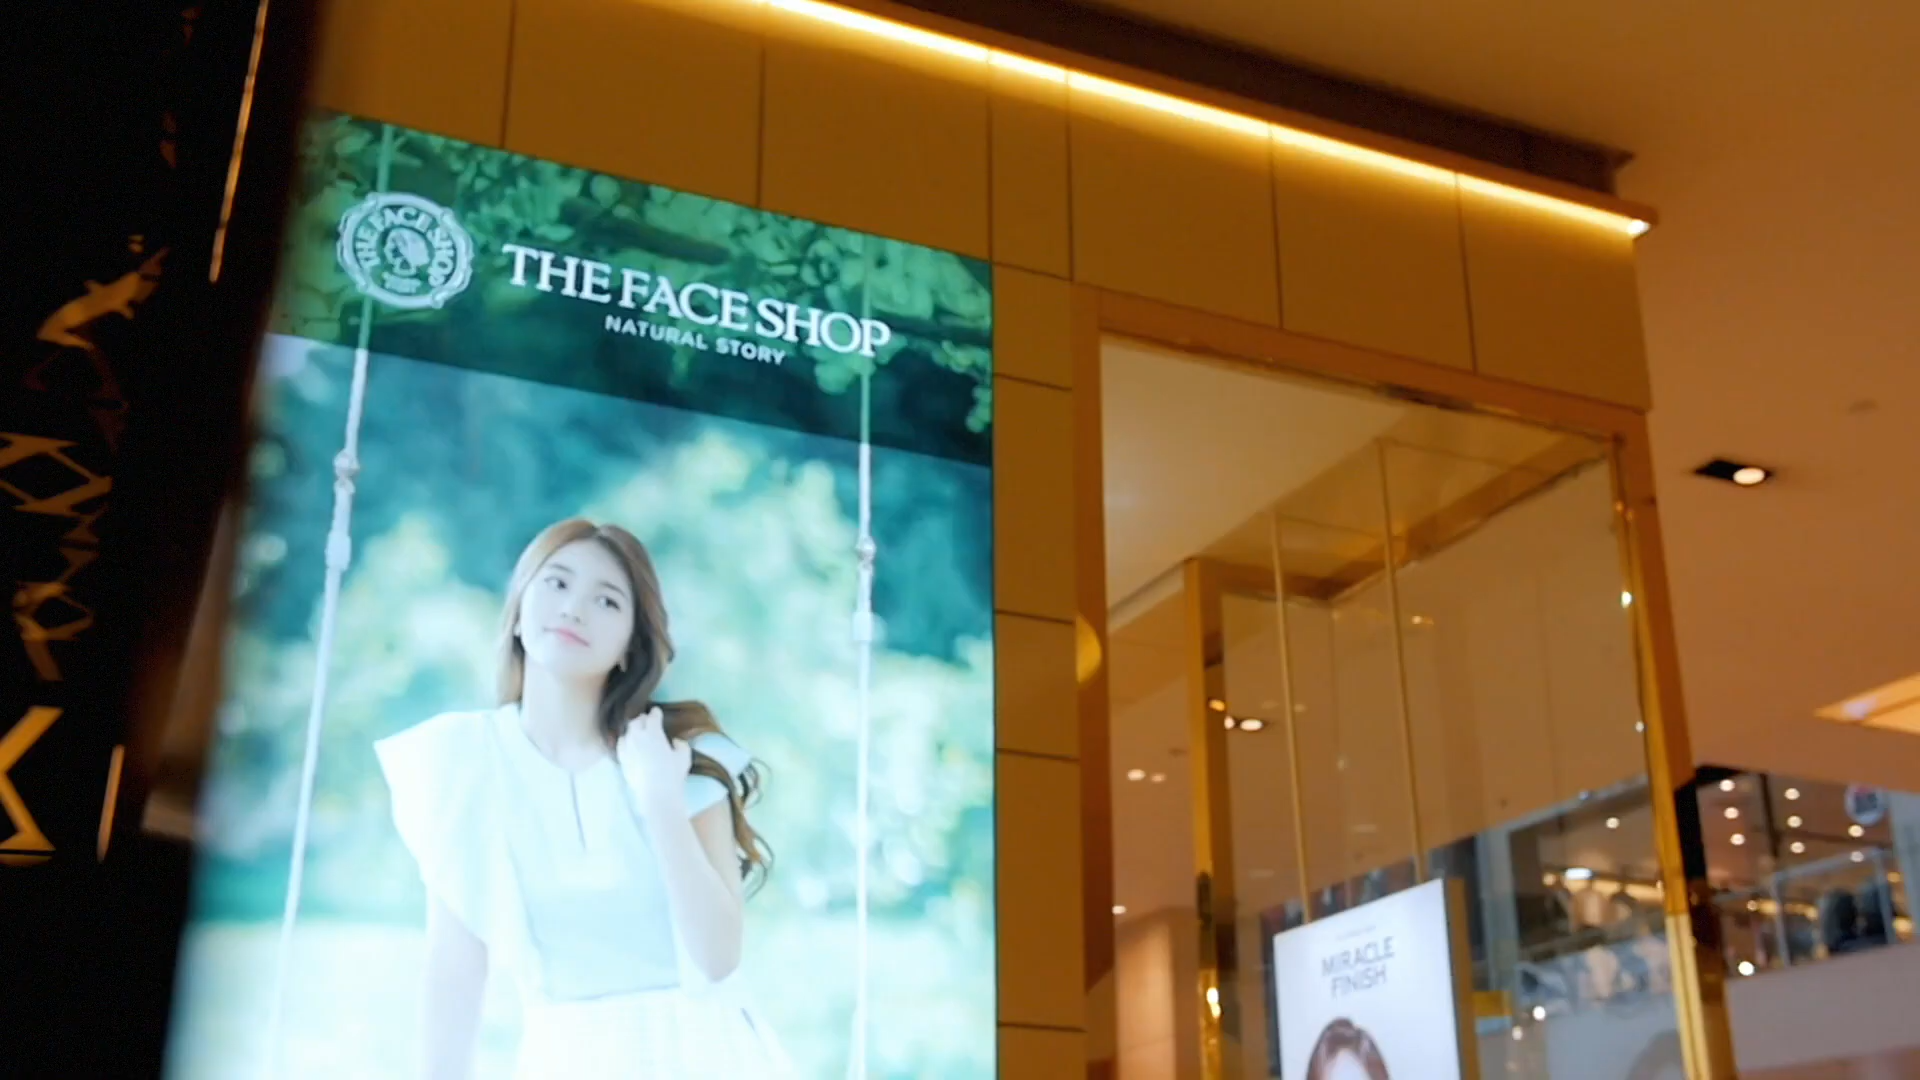 THE FACE SHOP
THE FACE SHOP
NATURAL STORY
MIRACLE
FINISH